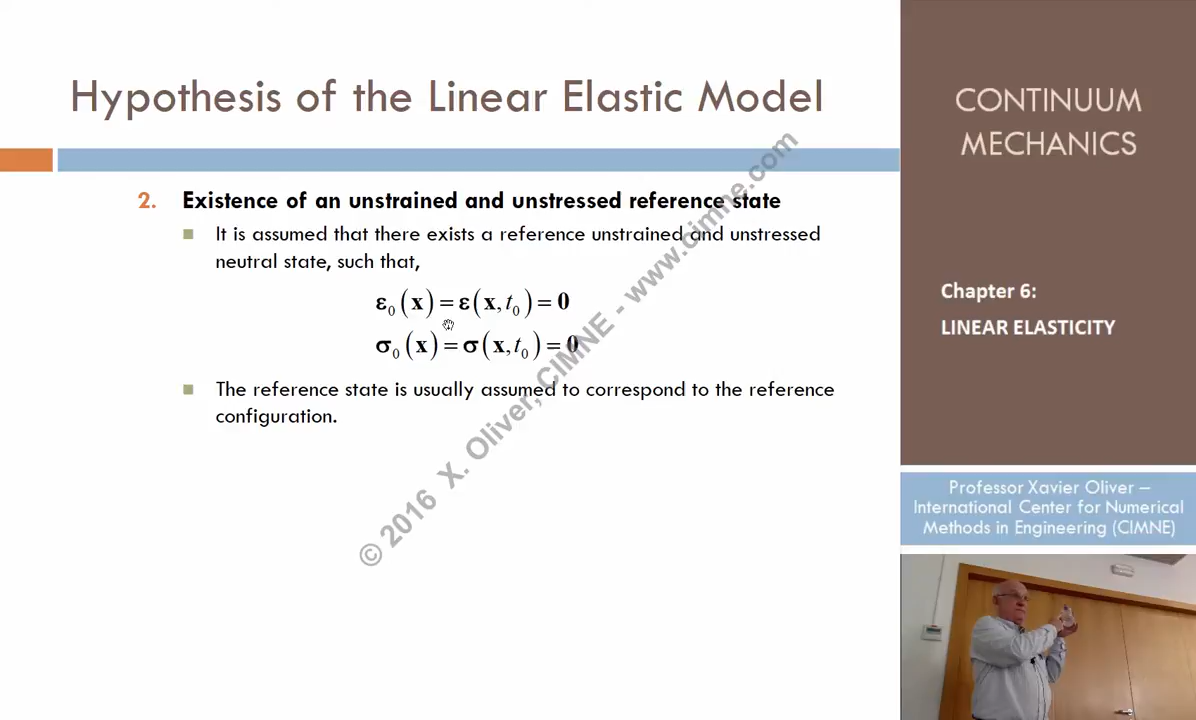 Hypothesis of the Linear Elastic Model
2. Existence of an unstrained and unstressed reference state
It is assumed that there exists a reference unstrained and unstressed
neutral state, such that,
ε₀(x) = ε(x, t₀) = 0
σ₀(x) = σ(x, t₀) = 0
The reference state is usually assumed to correspond to the reference
configuration.
© 2016 X. Oliver, CIMNE - www.cimne.com
CONTINUUM
MECHANICS
Chapter 6:
LINEAR ELASTICITY
Professor Xavier Oliver –
International Center for Numerical
Methods in Engineering (CIMNE)